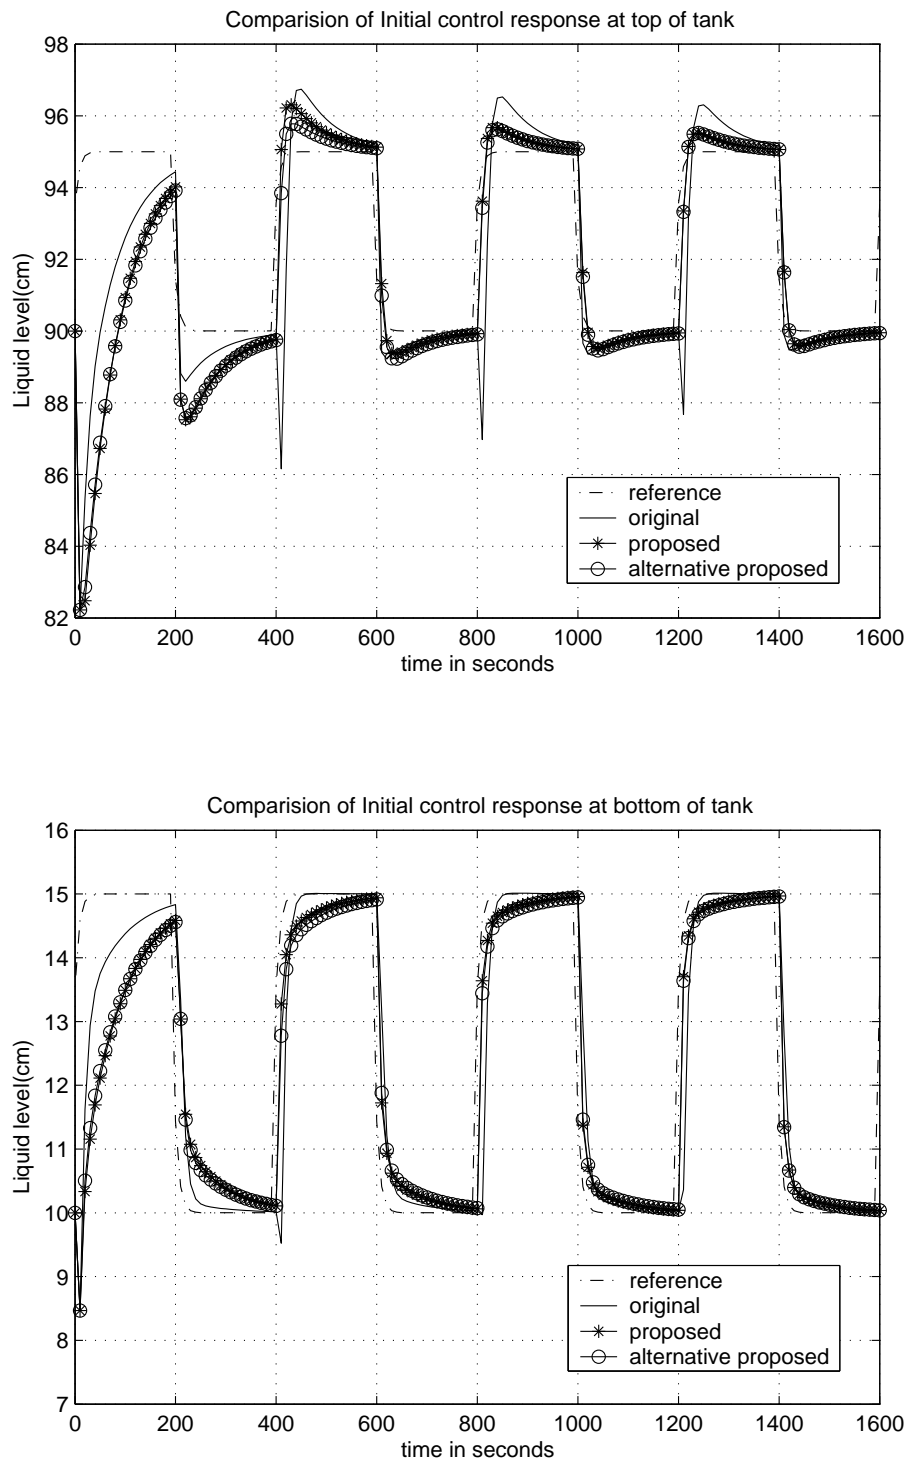 Comparision of Initial control response at top of tank
98
96
94
92
90
88
86
84
82
Liquid level(cm)
reference
original
proposed
alternative proposed
0 200 400 600 800 1000 1200 1400 1600
time in seconds
Comparision of Initial control response at bottom of tank
16
15
14
13
12
11
10
9
8
7
Liquid level(cm)
reference
original
proposed
alternative proposed
0 200 400 600 800 1000 1200 1400 1600
time in seconds